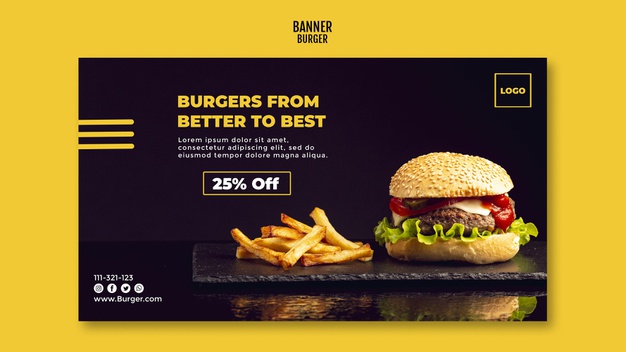 BANNER
BURGER
LOGO
BURGERS FROM
BETTER TO BEST
Lorem ipsum dolor sit amet,
consectetur adipiscing elit, sed do
eiusmod tempor dolore magna aliqua.
25% Off
111-321-123
www.Burger.com